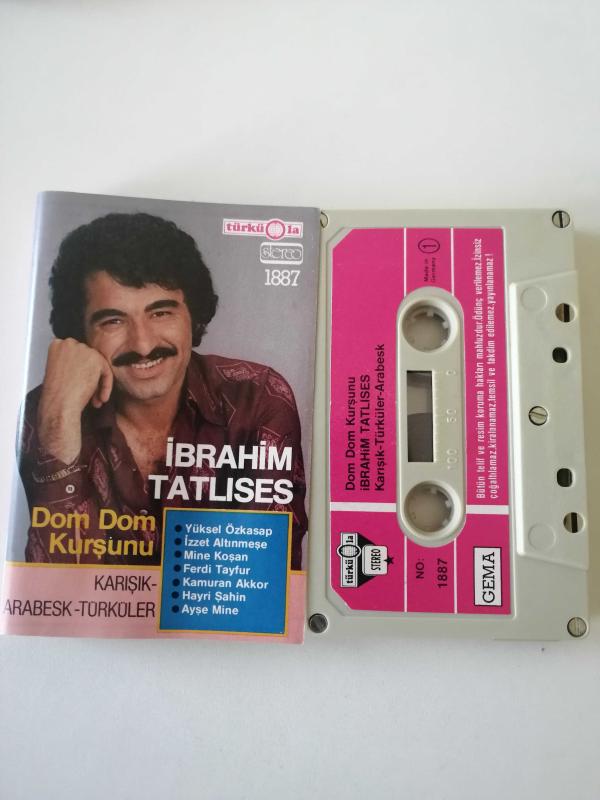 türkü la
stereo
1887
İBRAHİM
TATLISES
Dom Dom
Kurşunu
• Yüksel Özkasap
• İzzet Altınmeşe
• Mine Koşan
• Ferdi Tayfur
• Kamuran Akkor
• Hayri Şahin
• Ayşe Mine
KARIŞIK-
ARABESK-TÜRKÜLER
Dom Dom Kurşunu
İBRAHİM TATLISES
Karışık-Türküler-Arabesk
türkü la
STEREO
NO:
1887
GEMA
Made in
Germany
1
100 50 0
Bütün telif ve resim koruma hakları mahfuzdur.Ödünç verilemez.İzinsiz
çoğaltılamaz,kiralanamaz,temsil ve takdim edilemez,yayınlanamaz!